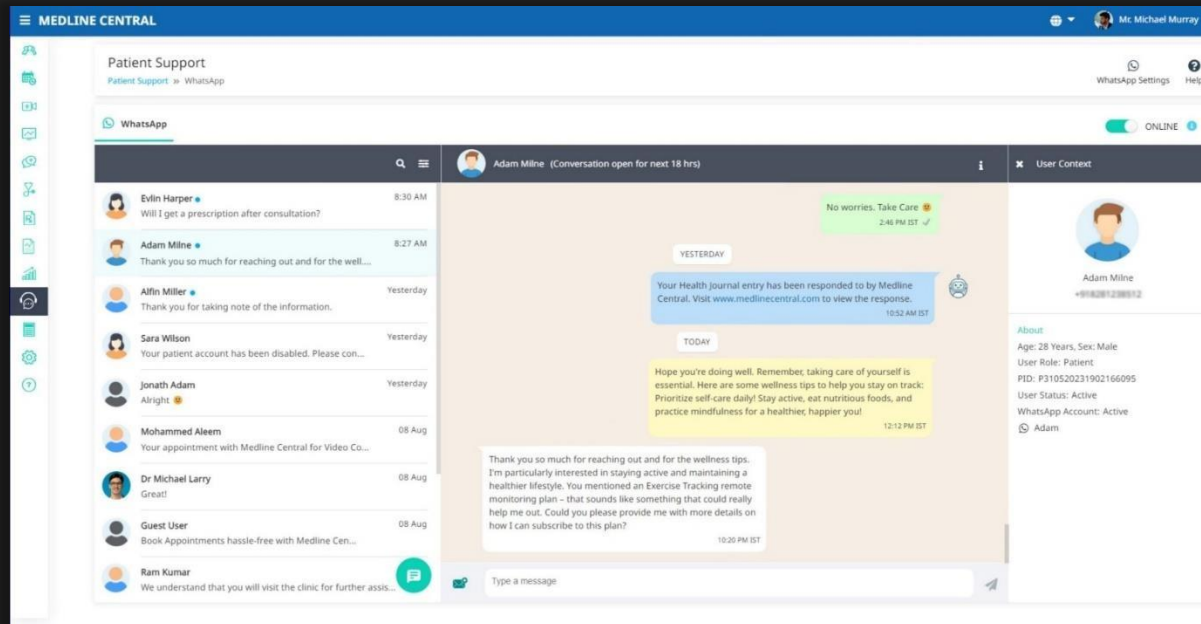 MEDLINE CENTRAL
Mr. Michael Murray
Patient Support
Patient Support » WhatsApp
WhatsApp Settings
Help
WhatsApp
ONLINE
Adam Milne (Conversation open for next 18 hrs)
User Context
Evlin Harper
8:30 AM
Will I get a prescription after consultation?
Adam Milne
8:27 AM
Thank you so much for reaching out and for the well....
Alfin Miller
Yesterday
Thank you for taking note of the information.
Sara Wilson
Yesterday
Your patient account has been disabled. Please con...
Jonath Adam
Yesterday
Alright
Mohammed Aleem
08 Aug
Your appointment with Medline Central for Video Co...
Dr Michael Larry
08 Aug
Great!
Guest User
08 Aug
Book Appointments hassle-free with Medline Cen...
Ram Kumar
We understand that you will visit the clinic for further assis...
No worries. Take Care
2:46 PM IST
YESTERDAY
Your Health Journal entry has been responded to by Medline
Central. Visit www.medlinecentral.com to view the response.
10:52 AM IST
TODAY
Hope you're doing well. Remember, taking care of yourself is
essential. Here are some wellness tips to help you stay on track:
Prioritize self-care daily! Stay active, eat nutritious foods, and
practice mindfulness for a healthier, happier you!
12:12 PM IST
Thank you so much for reaching out and for the wellness tips.
I'm particularly interested in staying active and maintaining a
healthier lifestyle. You mentioned an Exercise Tracking remote
monitoring plan – that sounds like something that could really
help me out. Could you please provide me with more details on
how I can subscribe to this plan?
10:20 PM IST
Type a message
Adam Milne
About
Age: 28 Years, Sex: Male
User Role: Patient
PID: P310520231902166095
User Status: Active
WhatsApp Account: Active
Adam